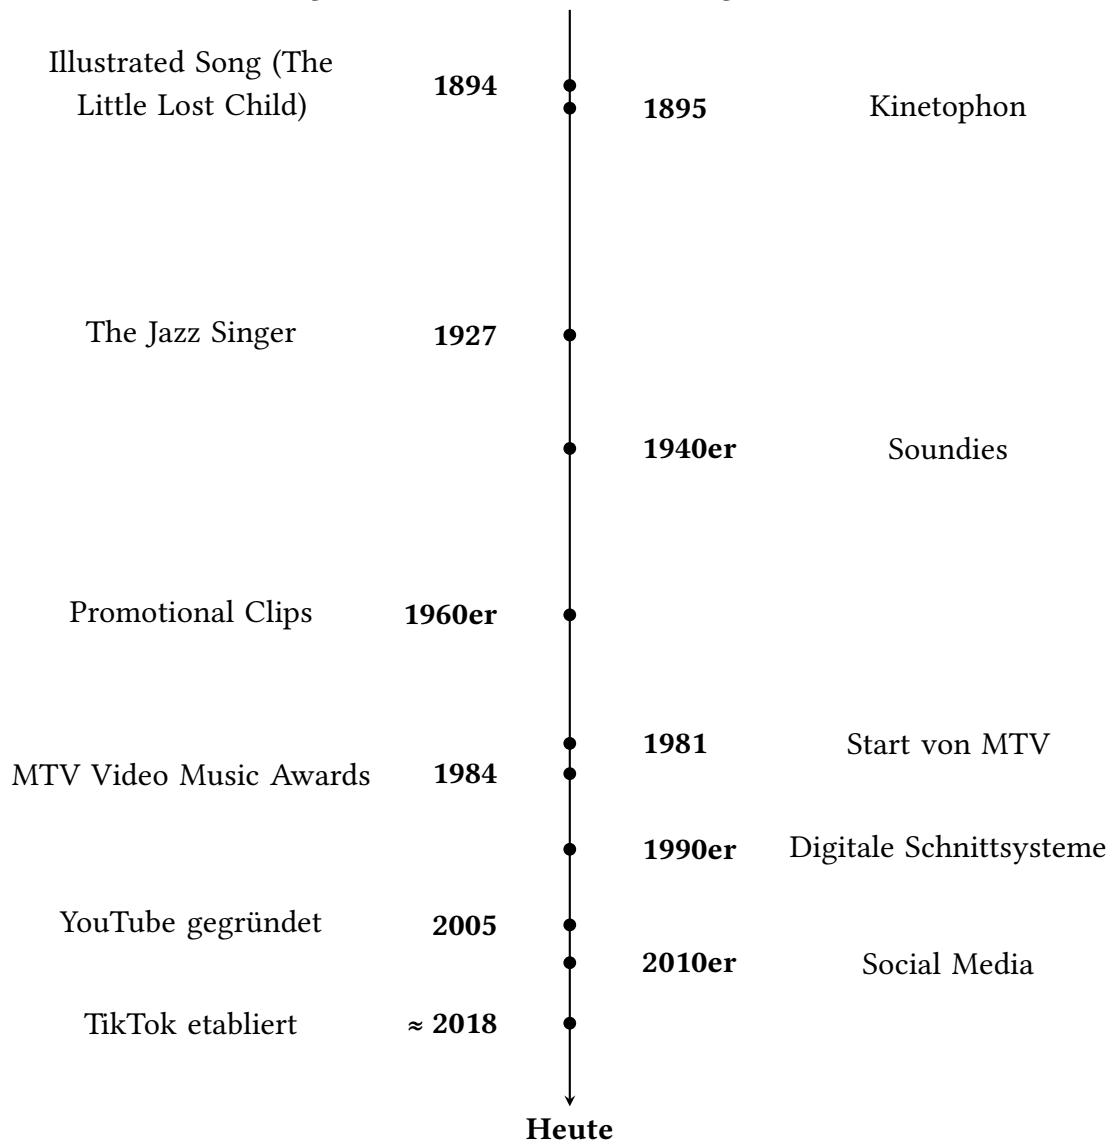 Illustrated Song (The
Little Lost Child)
1894
1895
Kinetophon
The Jazz Singer
1927
1940er
Soundies
Promotional Clips
1960er
1981
Start von MTV
MTV Video Music Awards
1984
1990er
Digitale Schnittsysteme
YouTube gegründet
2005
2010er
Social Media
TikTok etabliert
≈ 2018
Heute